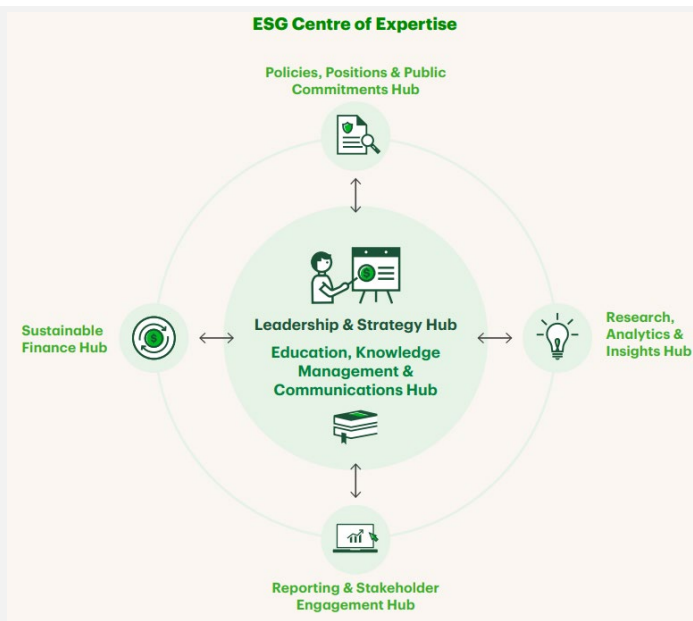 ESG Centre of Expertise
Policies, Positions & Public
Commitments Hub
Leadership & Strategy Hub
Education, Knowledge
Management &
Communications Hub
Sustainable
Finance Hub
Research,
Analytics &
Insights Hub
Reporting & Stakeholder
Engagement Hub